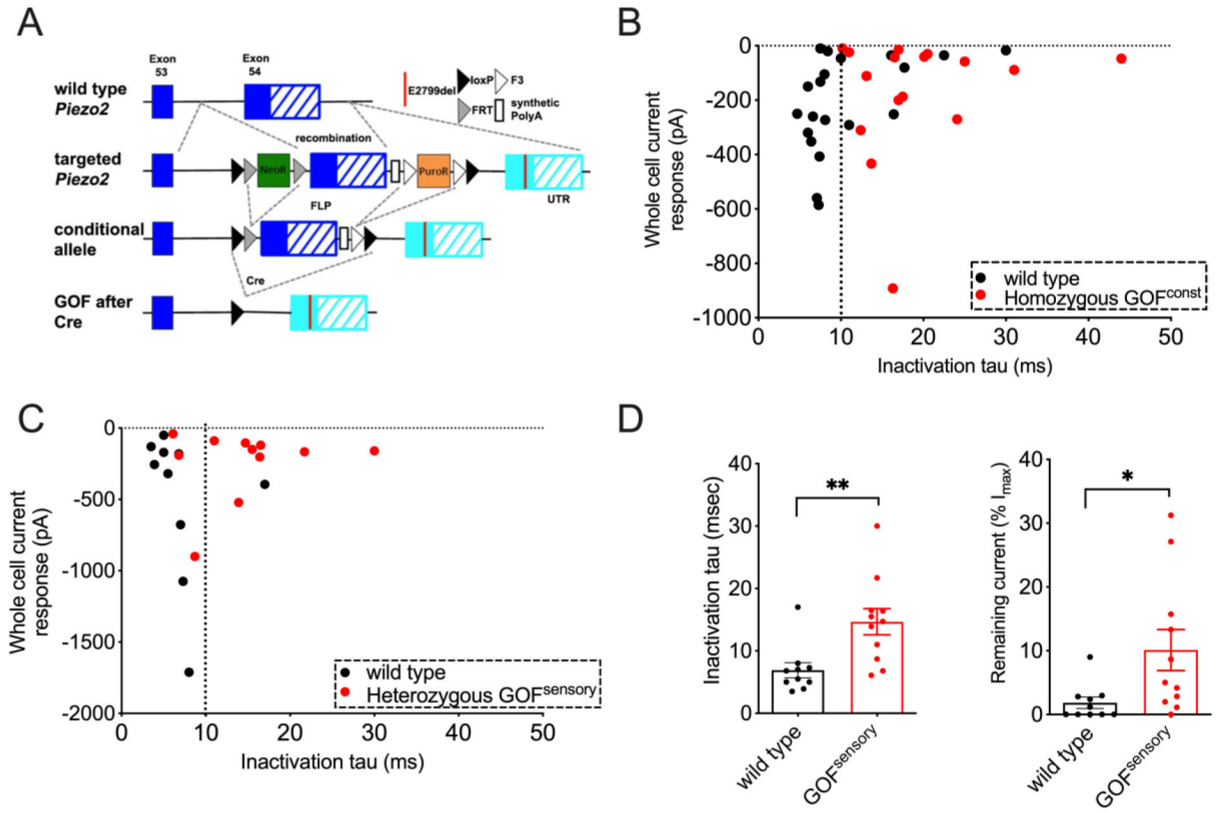 A
Exon
53
Exon
54
wild type
Piezo2
E2799del
loxP
F3
FRT
synthetic
PolyA
recombination
targeted
Piezo2
NeoR
PuroR
FLP
UTR
conditional
allele
Cre
GOF after
Cre
B
Whole cell current
response (pA)
0
-200
-400
-600
-800
-1000
0
10
20
30
40
50
Inactivation tau (ms)
wild type
Homozygous GOFconst
C
Whole cell current
response (pA)
0
-500
-1000
-1500
-2000
0
10
20
30
40
50
Inactivation tau (ms)
wild type
Heterozygous GOFsensory
D
Inactivation tau (msec)
40
30
20
10
0
**
wild type
GOFsensory
Remaining current (% Imax)
40
30
20
10
0
*
wild type
GOFsensory